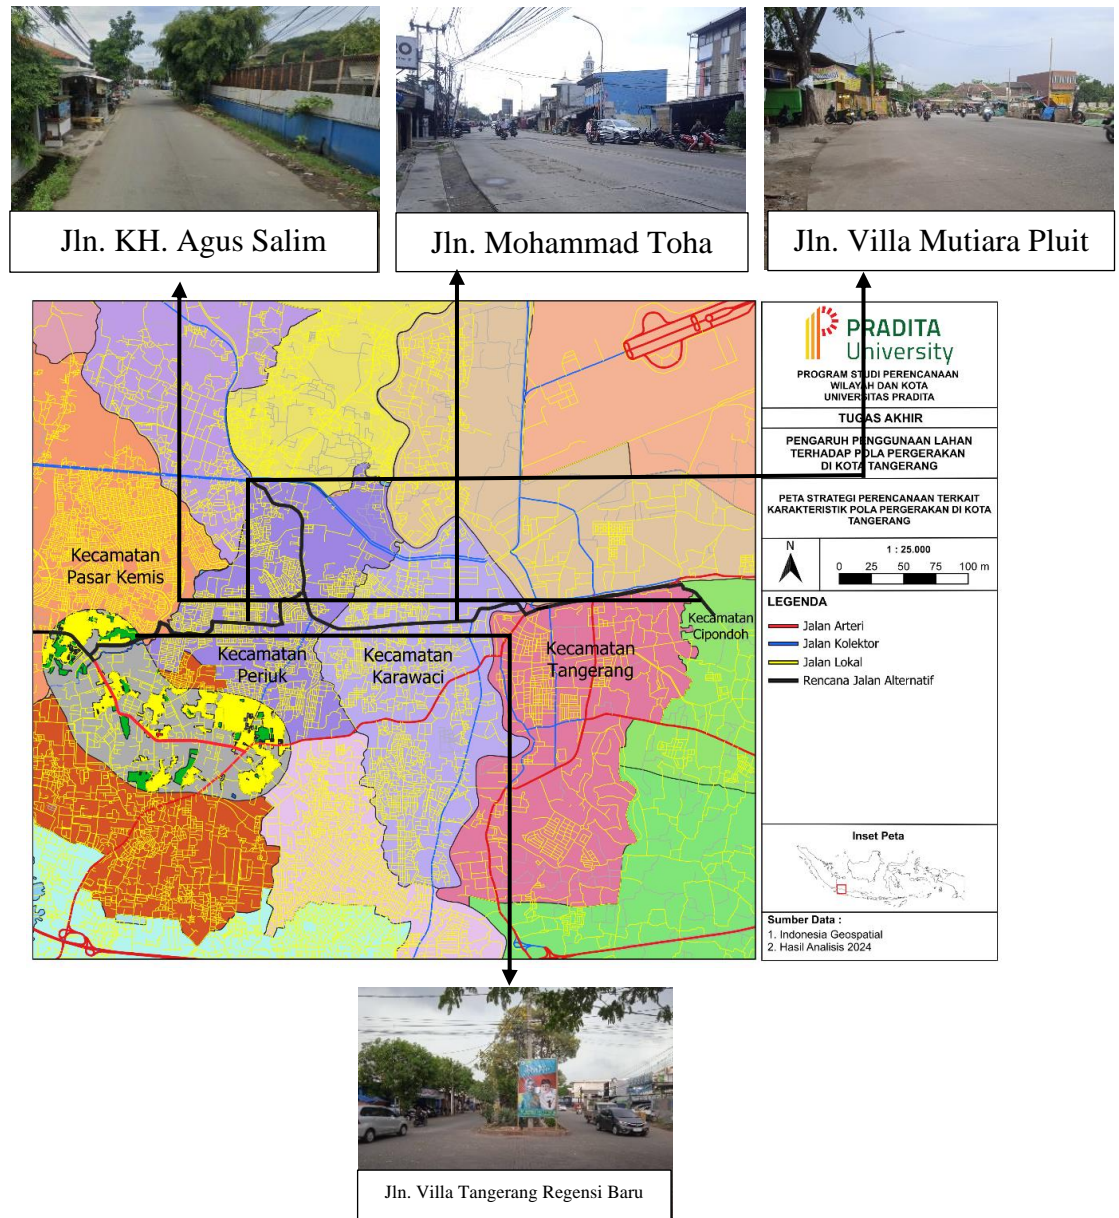 Jln. KH. Agus Salim
Jln. Mohammad Toha
Jln. Villa Mutiara Pluit
Kecamatan
Pasar Kemis
Kecamatan
Periuk
Kecamatan
Karawaci
Kecamatan
Tangerang
Kecamatan
Cipondoh
PRADITA
University
PROGRAM STUDI PERENCANAAN
WILAYAH DAN KOTA
UNIVERSITAS PRADITA
TUGAS AKHIR
PENGARUH PENGGUNAAN LAHAN
TERHADAP POLA PERGERAKAN
DI KOTA TANGERANG
PETA STRATEGI PERENCANAAN TERKAIT
KARAKTERISTIK POLA PERGERAKAN DI KOTA
TANGERANG
N
1 : 25.000
0 25 50 75 100 m
LEGENDA
Jalan Arteri
Jalan Kolektor
Jalan Lokal
Rencana Jalan Alternatif
Inset Peta
Sumber Data :
1. Indonesia Geospatial
2. Hasil Analisis 2024
Jln. Villa Tangerang Regensi Baru